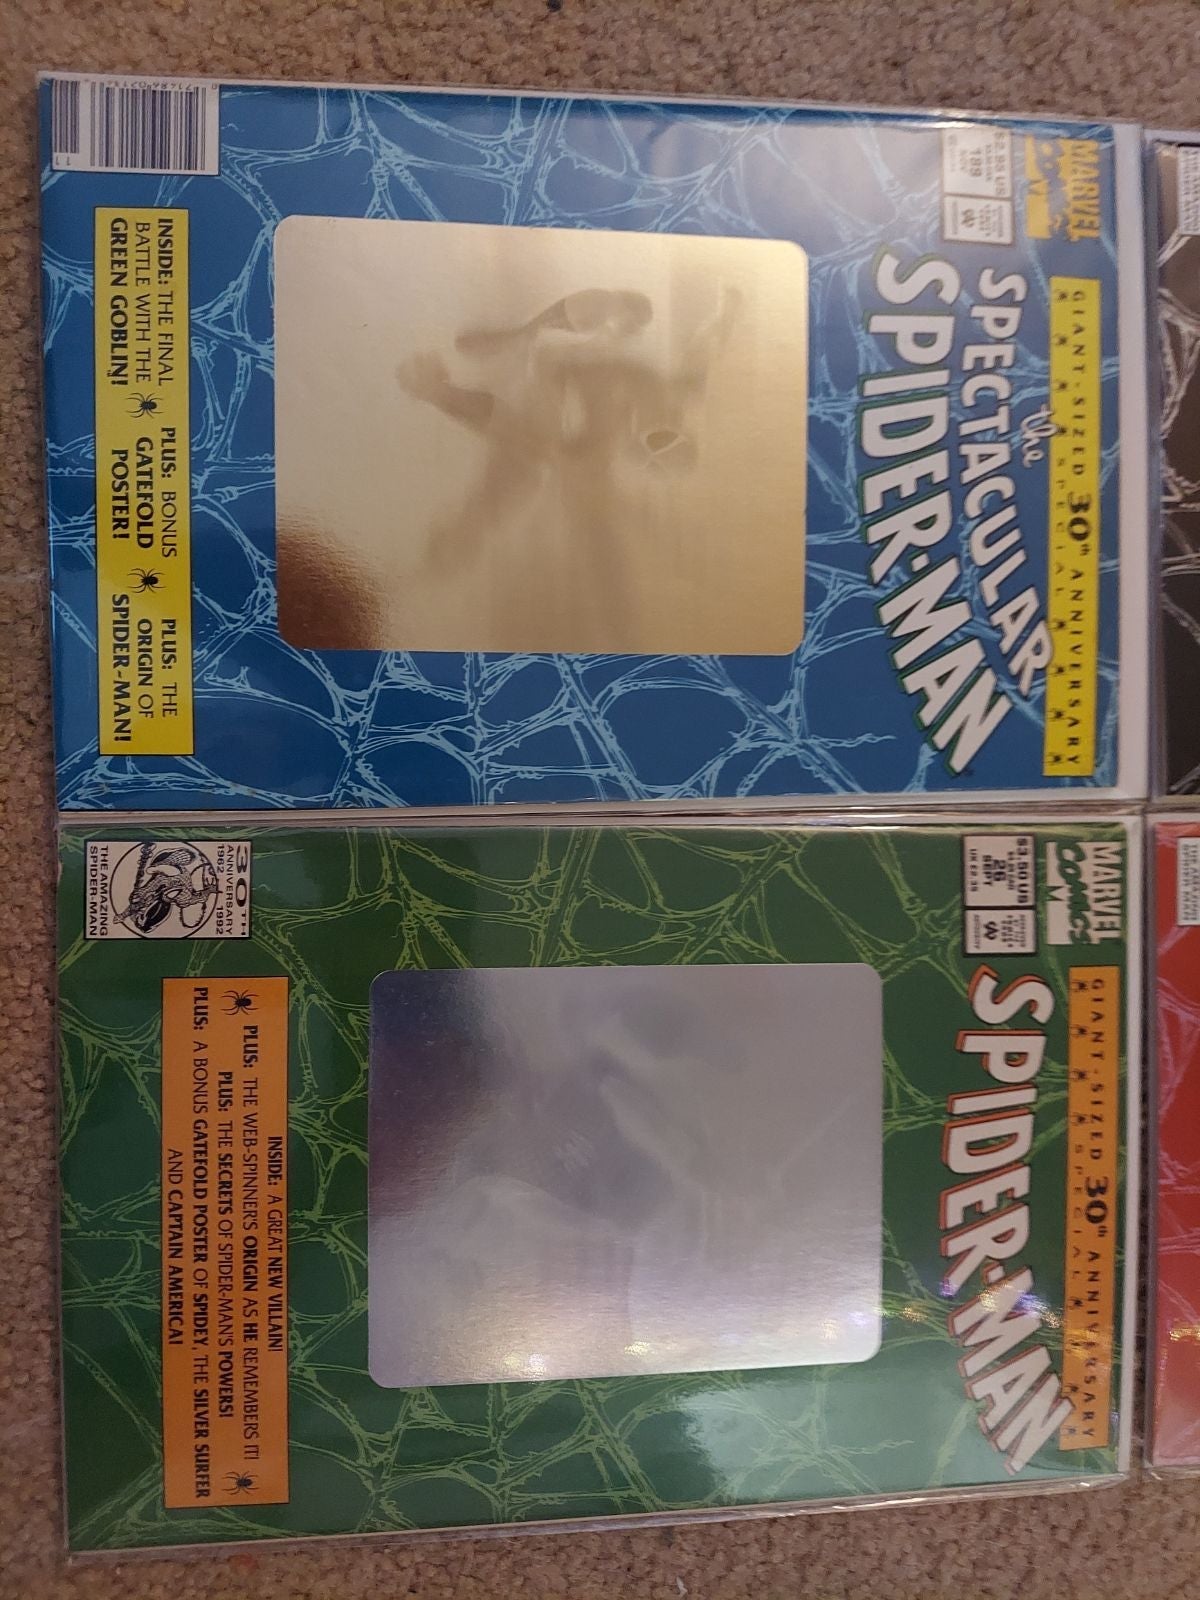 MARVEL
$2.95 US
189
GIANT-SIZED 30th ANNIVERSARY
SPECIAL
the
SPECTACULAR
SPIDER-MAN
INSIDE: THE FINAL
BATTLE WITH THE
GREEN GOBLIN!
PLUS: BONUS
GATEFOLD
POSTER!
PLUS: THE
ORIGIN OF
SPIDER-MAN!
11
MARVEL
COMICS
$3.50 US
26
SEPT
UK £2.35
GIANT-SIZED 30th ANNIVERSARY
SPECIAL
SPIDER-MAN
30TH
ANNIVERSARY
1962 1992
THE AMAZING
SPIDER-MAN
INSIDE: A GREAT NEW VILLAIN!
PLUS: THE WEB-SPINNER'S ORIGIN AS HE REMEMBERS IT!
PLUS: THE SECRETS OF SPIDER-MAN'S POWERS!
PLUS: A BONUS GATEFOLD POSTER OF SPIDEY, THE SILVER SURFER
AND CAPTAIN AMERICA!